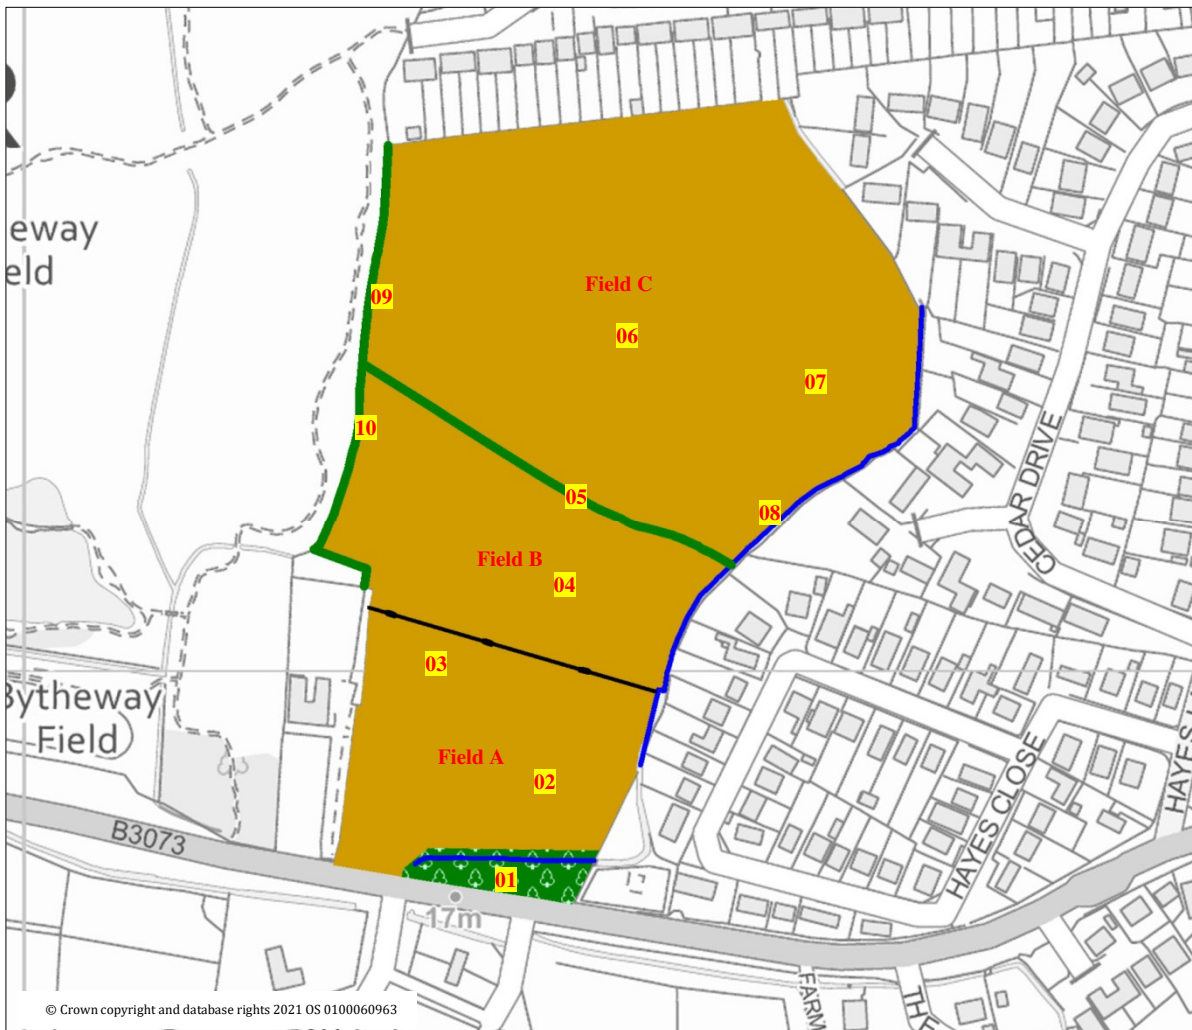 eway
eld
Field C
09
06
07
10
05
08
CEDAR DRIVE
Field B
04
03
Bytheway
Field
Field A
02
HAYES CLOSE
B3073
01
17m
FARM
THE
© Crown copyright and database rights 2021 OS 0100060963